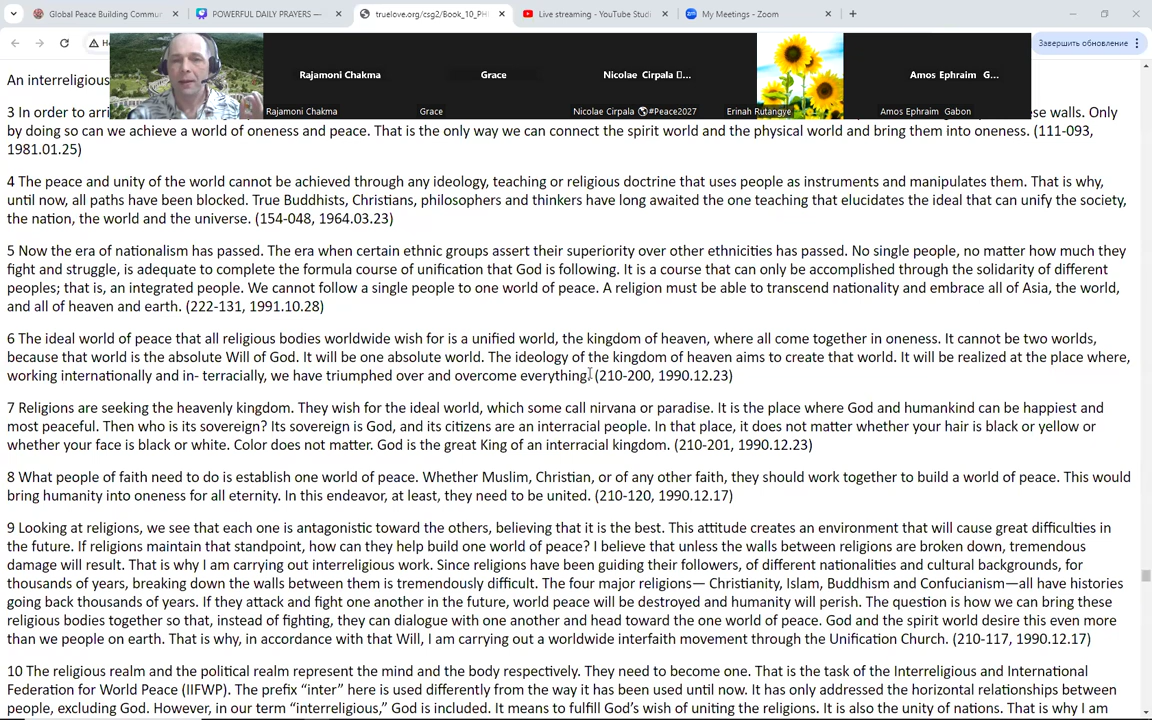 Global Peace Building Commu
POWERFUL DAILY PRAYERS —
truelove.org/csg2/Book_10_PH
Live streaming - YouTube Studi
My Meetings - Zoom
Завершить обновление
Rajamoni Chakma
Grace
Nicolae Cirpala
Amos Ephraim G...
Rajamoni Chakma
Grace
Nicolae Cirpala 🌎#Peace2027
Erinah Rutangye
Amos Ephraim Gabon
An interreligious
3 In order to arri
se walls. Only
by doing so can we achieve a world of oneness and peace. That is the only way we can connect the spirit world and the physical world and bring them into oneness. (111-093,
1981.01.25)
4 The peace and unity of the world cannot be achieved through any ideology, teaching or religious doctrine that uses people as instruments and manipulates them. That is why,
until now, all paths have been blocked. True Buddhists, Christians, philosophers and thinkers have long awaited the one teaching that elucidates the ideal that can unify the society,
the nation, the world and the universe. (154-048, 1964.03.23)
5 Now the era of nationalism has passed. The era when certain ethnic groups assert their superiority over other ethnicities has passed. No single people, no matter how much they
fight and struggle, is adequate to complete the formula course of unification that God is following. It is a course that can only be accomplished through the solidarity of different
peoples; that is, an integrated people. We cannot follow a single people to one world of peace. A religion must be able to transcend nationality and embrace all of Asia, the world,
and all of heaven and earth. (222-131, 1991.10.28)
6 The ideal world of peace that all religious bodies worldwide wish for is a unified world, the kingdom of heaven, where all come together in oneness. It cannot be two worlds,
because that world is the absolute Will of God. It will be one absolute world. The ideology of the kingdom of heaven aims to create that world. It will be realized at the place where,
working internationally and in- terracially, we have triumphed over and overcome everything. (210-200, 1990.12.23)
7 Religions are seeking the heavenly kingdom. They wish for the ideal world, which some call nirvana or paradise. It is the place where God and humankind can be happiest and
most peaceful. Then who is its sovereign? Its sovereign is God, and its citizens are an interracial people. In that place, it does not matter whether your hair is black or yellow or
whether your face is black or white. Color does not matter. God is the great King of an interracial kingdom. (210-201, 1990.12.23)
8 What people of faith need to do is establish one world of peace. Whether Muslim, Christian, or of any other faith, they should work together to build a world of peace. This would
bring humanity into oneness for all eternity. In this endeavor, at least, they need to be united. (210-120, 1990.12.17)
9 Looking at religions, we see that each one is antagonistic toward the others, believing that it is the best. This attitude creates an environment that will cause great difficulties in
the future. If religions maintain that standpoint, how can they help build one world of peace? I believe that unless the walls between religions are broken down, tremendous
damage will result. That is why I am carrying out interreligious work. Since religions have been guiding their followers, of different nationalities and cultural backgrounds, for
thousands of years, breaking down the walls between them is tremendously difficult. The four major religions— Christianity, Islam, Buddhism and Confucianism—all have histories
going back thousands of years. If they attack and fight one another in the future, world peace will be destroyed and humanity will perish. The question is how we can bring these
religious bodies together so that, instead of fighting, they can dialogue with one another and head toward the one world of peace. God and the spirit world desire this even more
than we people on earth. That is why, in accordance with that Will, I am carrying out a worldwide interfaith movement through the Unification Church. (210-117, 1990.12.17)
10 The religious realm and the political realm represent the mind and the body respectively. They need to become one. That is the task of the Interreligious and International
Federation for World Peace (IIFWP). The prefix “inter” here is used differently from the way it has been used until now. It has only addressed the horizontal relationships between
people, excluding God. However, in our term “interreligious,” God is included. It means to fulfill God’s wish of uniting the religions. It is also the unity of nations. That is why I am